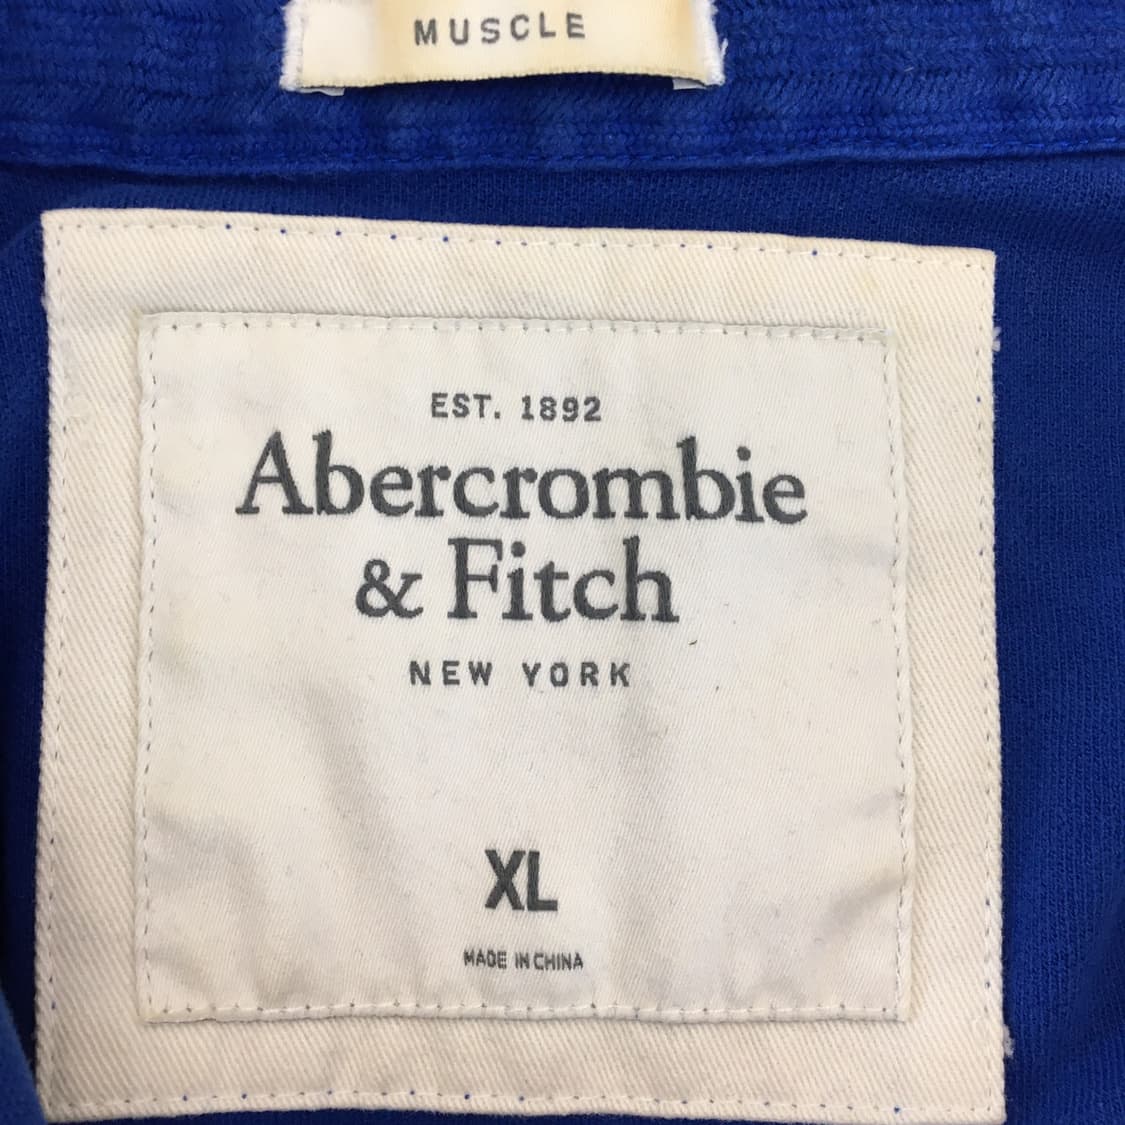 MUSCLE
EST. 1892
Abercrombie
& Fitch
NEW YORK
XL
MADE IN CHINA